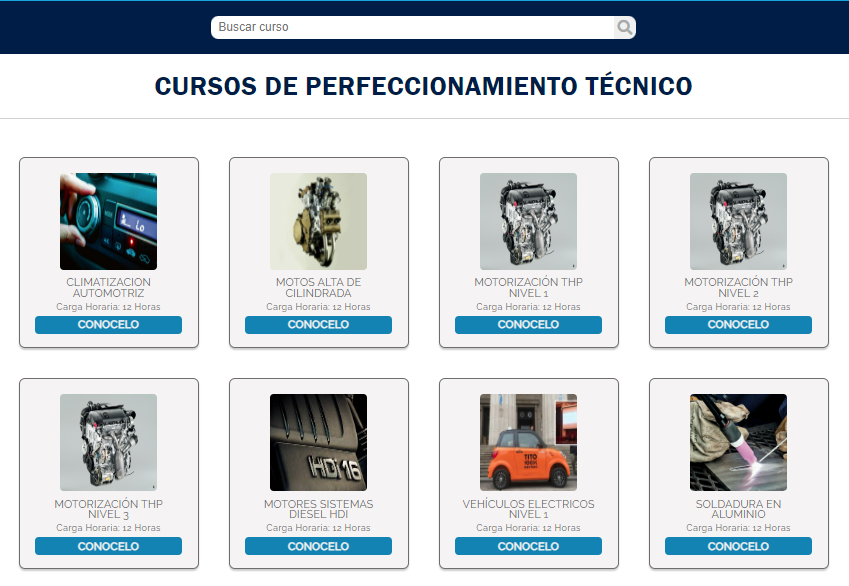 Buscar curso
CURSOS DE PERFECCIONAMIENTO TÉCNICO
Lo
CLIMATIZACION
AUTOMOTRIZ
Carga Horaria: 12 Horas
CONOCELO
MOTOS ALTA DE
CILINDRADA
Carga Horaria: 12 Horas
CONOCELO
MOTORIZACIÓN THP
NIVEL 1
Carga Horaria: 12 Horas
CONOCELO
MOTORIZACIÓN THP
NIVEL 2
Carga Horaria: 12 Horas
CONOCELO
MOTORIZACIÓN THP
NIVEL 3
Carga Horaria: 12 Horas
CONOCELO
HDi 16
MOTORES SISTEMAS
DIESEL HDI
Carga Horaria: 12 Horas
CONOCELO
TITO
VEHÍCULOS ELECTRICOS
NIVEL 1
Carga Horaria: 12 Horas
CONOCELO
SOLDADURA EN
ALUMINIO
Carga Horaria: 12 Horas
CONOCELO